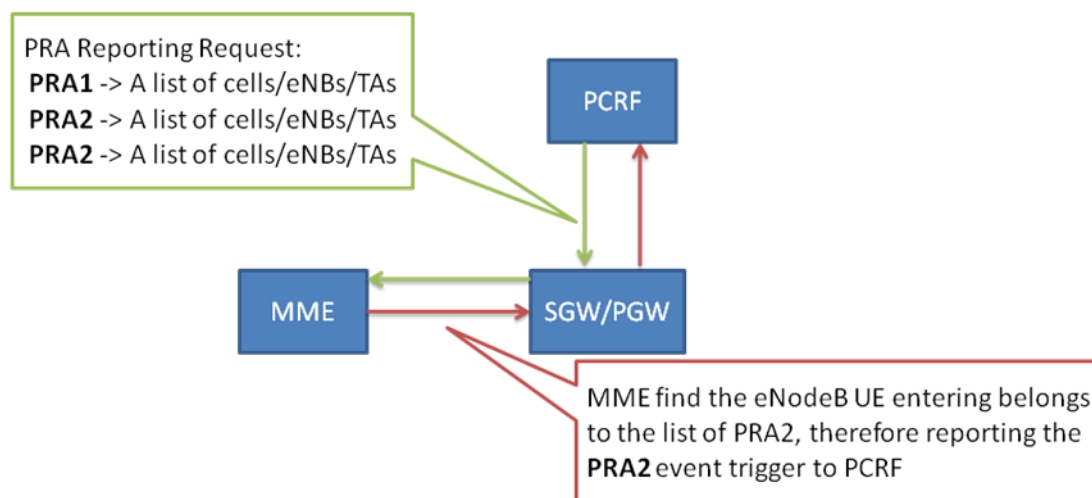 PRA Reporting Request:
PRA1 -> A list of cells/eNBs/TAs
PRA2 -> A list of cells/eNBs/TAs
PRA2 -> A list of cells/eNBs/TAs
PCRF
MME
SGW/PGW
MME find the eNodeB UE entering belongs
to the list of PRA2, therefore reporting the
PRA2 event trigger to PCRF